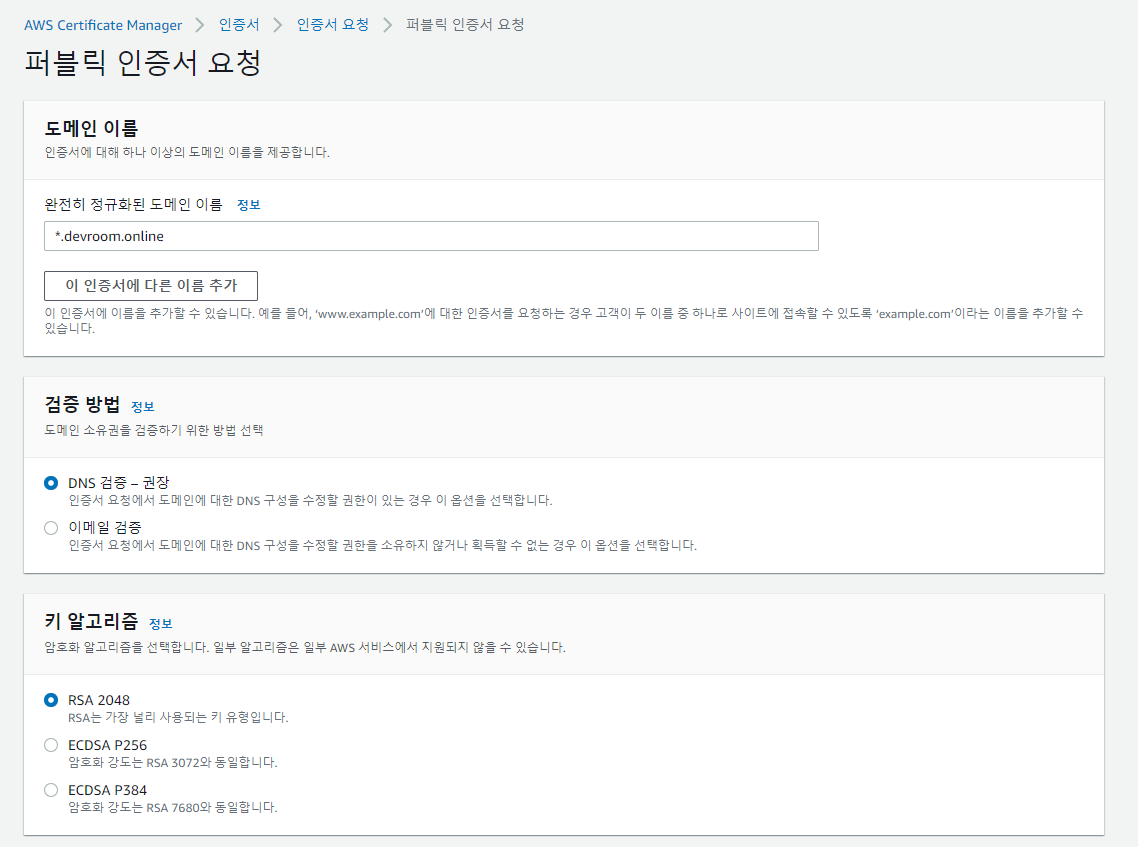 AWS Certificate Manager > 인증서 > 인증서 요청 > 퍼블릭 인증서 요청
퍼블릭 인증서 요청
도메인 이름
인증서에 대해 하나 이상의 도메인 이름을 제공합니다.
완전히 정규화된 도메인 이름 정보
*.devroom.online
이 인증서에 다른 이름 추가
이 인증서에 이름을 추가할 수 있습니다. 예를 들어, 'www.example.com'에 대한 인증서를 요청하는 경우 고객이 두 이름 중 하나로 사이트에 접속할 수 있도록 'example.com'이라는 이름을 추가할 수
있습니다.
검증 방법 정보
도메인 소유권을 검증하기 위한 방법 선택
DNS 검증 – 권장
인증서 요청에서 도메인에 대한 DNS 구성을 수정할 권한이 있는 경우 이 옵션을 선택합니다.
이메일 검증
인증서 요청에서 도메인에 대한 DNS 구성을 수정할 권한을 소유하지 않거나 획득할 수 없는 경우 이 옵션을 선택합니다.
키 알고리즘 정보
암호화 알고리즘을 선택합니다. 일부 알고리즘은 일부 AWS 서비스에서 지원되지 않을 수 있습니다.
RSA 2048
RSA는 가장 널리 사용되는 키 유형입니다.
ECDSA P256
암호화 강도는 RSA 3072와 동일합니다.
ECDSA P384
암호화 강도는 RSA 7680와 동일합니다.